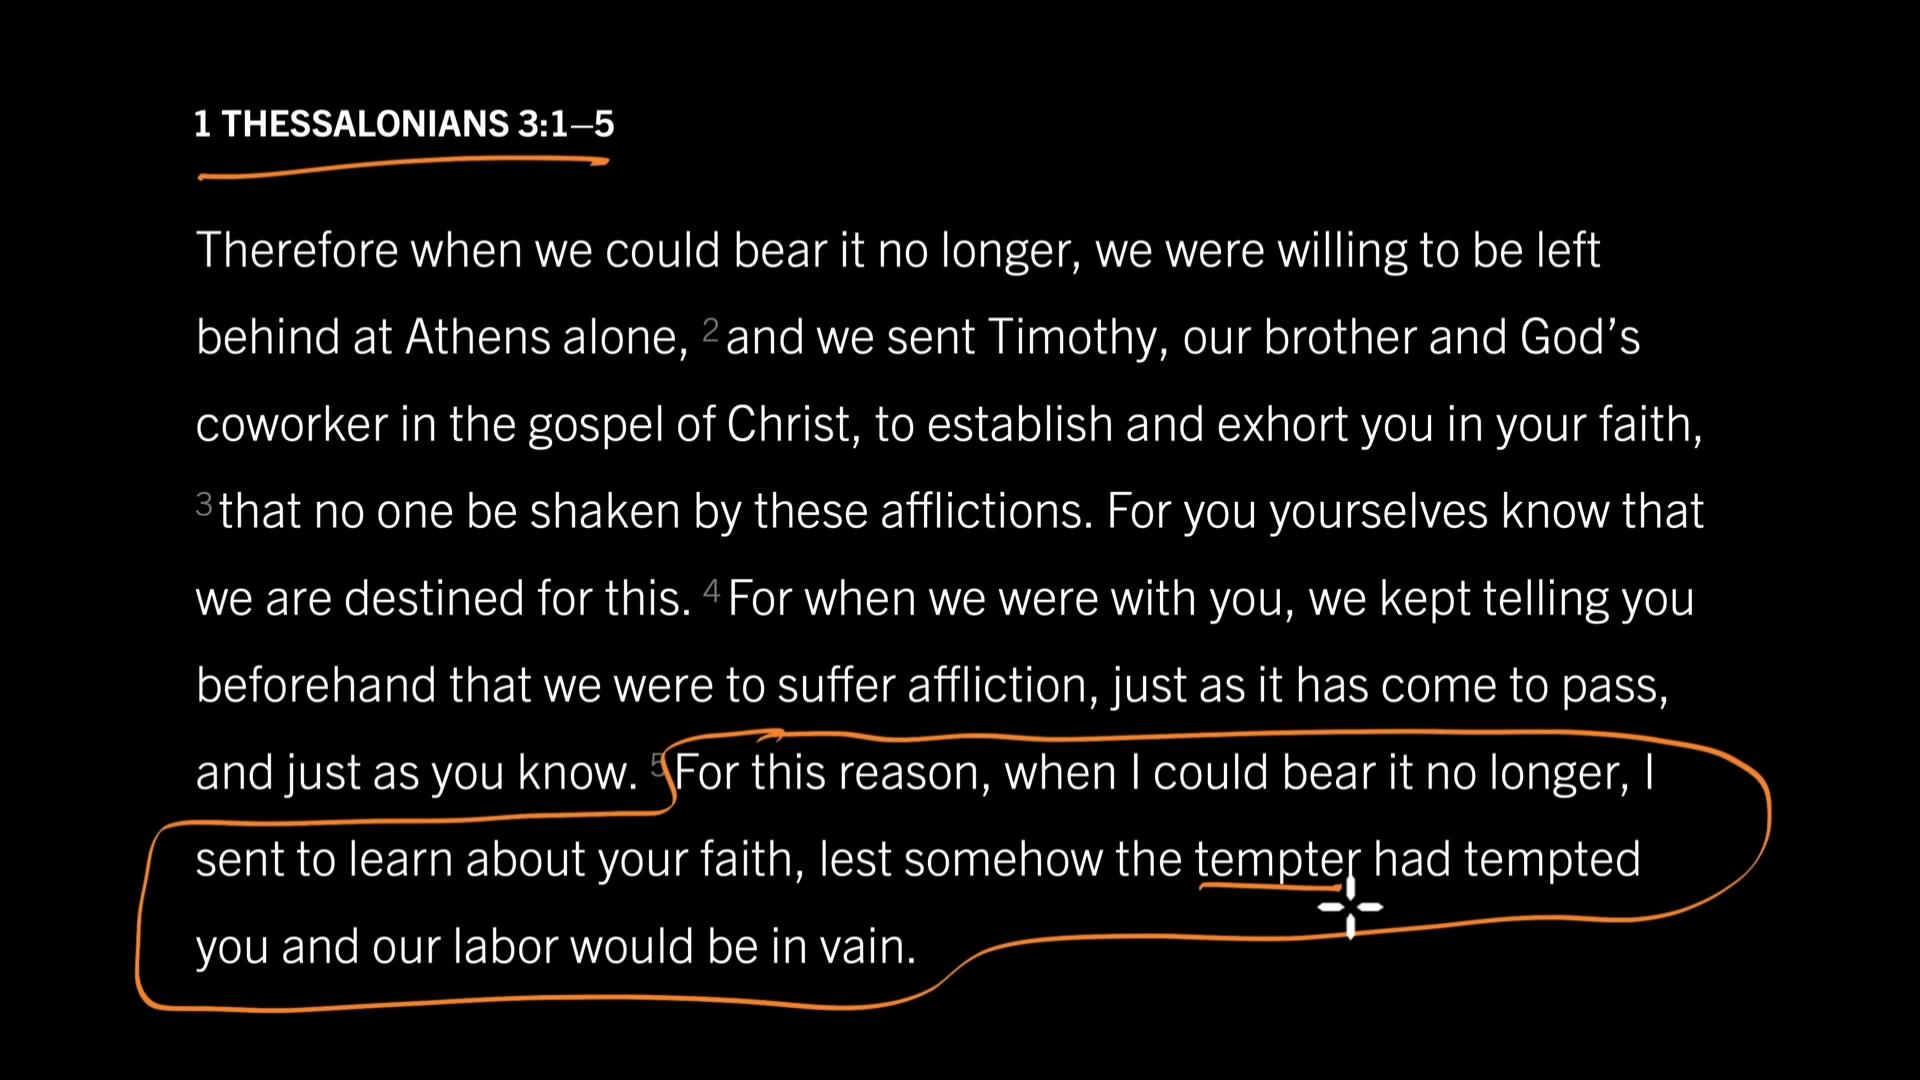 1 THESSALONIANS 3:1–5
Therefore when we could bear it no longer, we were willing to be left
behind at Athens alone, 2 and we sent Timothy, our brother and God’s
coworker in the gospel of Christ, to establish and exhort you in your faith,
3 that no one be shaken by these afflictions. For you yourselves know that
we are destined for this. 4 For when we were with you, we kept telling you
beforehand that we were to suffer affliction, just as it has come to pass,
and just as you know. 5 For this reason, when I could bear it no longer, I
sent to learn about your faith, lest somehow the tempter had tempted
you and our labor would be in vain.